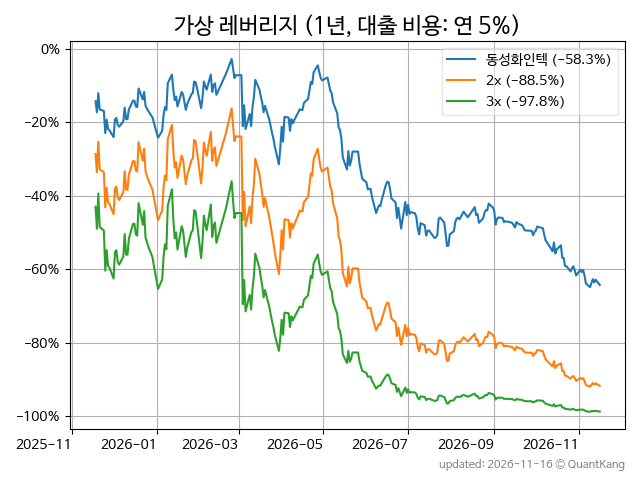 가상 레버리지 (1년, 대출 비용: 연 5%)
동성화인텍 (−58.3%)
2x (−88.5%)
3x (−97.8%)
0%
−20%
−40%
−60%
−80%
−100%
2025-11 2026-01 2026-03 2026-05 2026-07 2026-09 2026-11
updated: 2026-11-16 © QuantKang